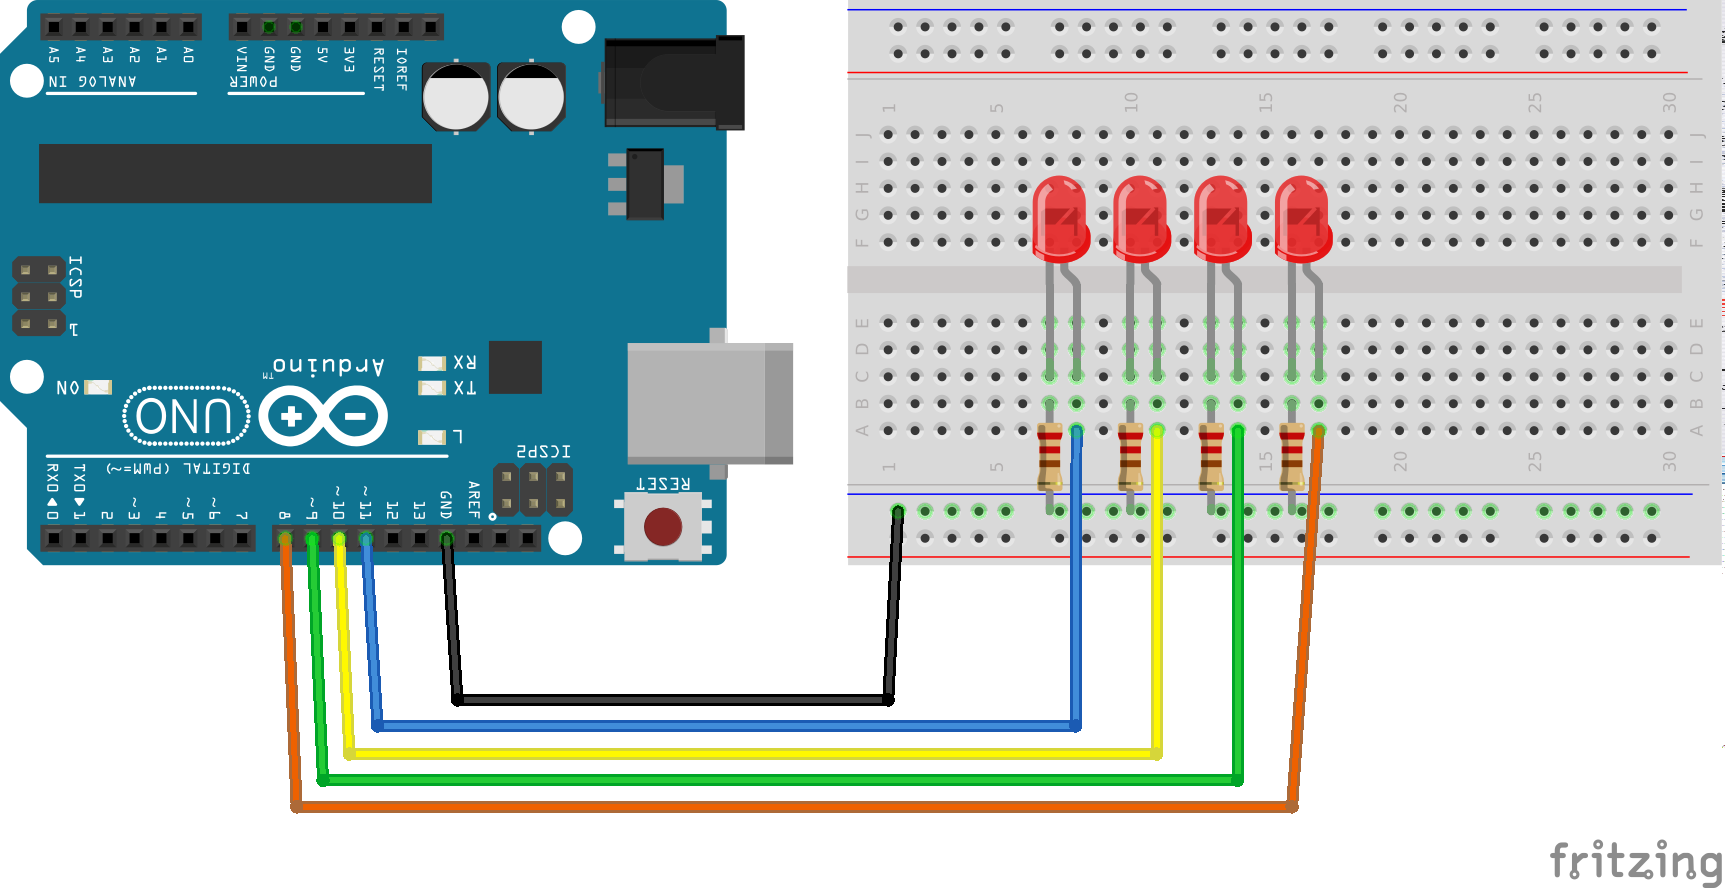 A5 A4 A3 A2 A1 A0
VIN GND GND 5V 3V3 RESET IOREF
ANALOG IN
POWER
1 5 10 15 20 25 30
J J
I I
H H
G G
F F
ICSP
1
Arduino™
ON
UNO
RX
TX
L
E E
D D
C C
B B
A A
1 5 15 20 25 30
ICSP2
DIGITAL (PWM=~)
RESET
RX0◄0 TX0►1 2 ~3 4 ~5 ~6 7 8 ~9 ~10 ~11 12 13 GND AREF
fritzing